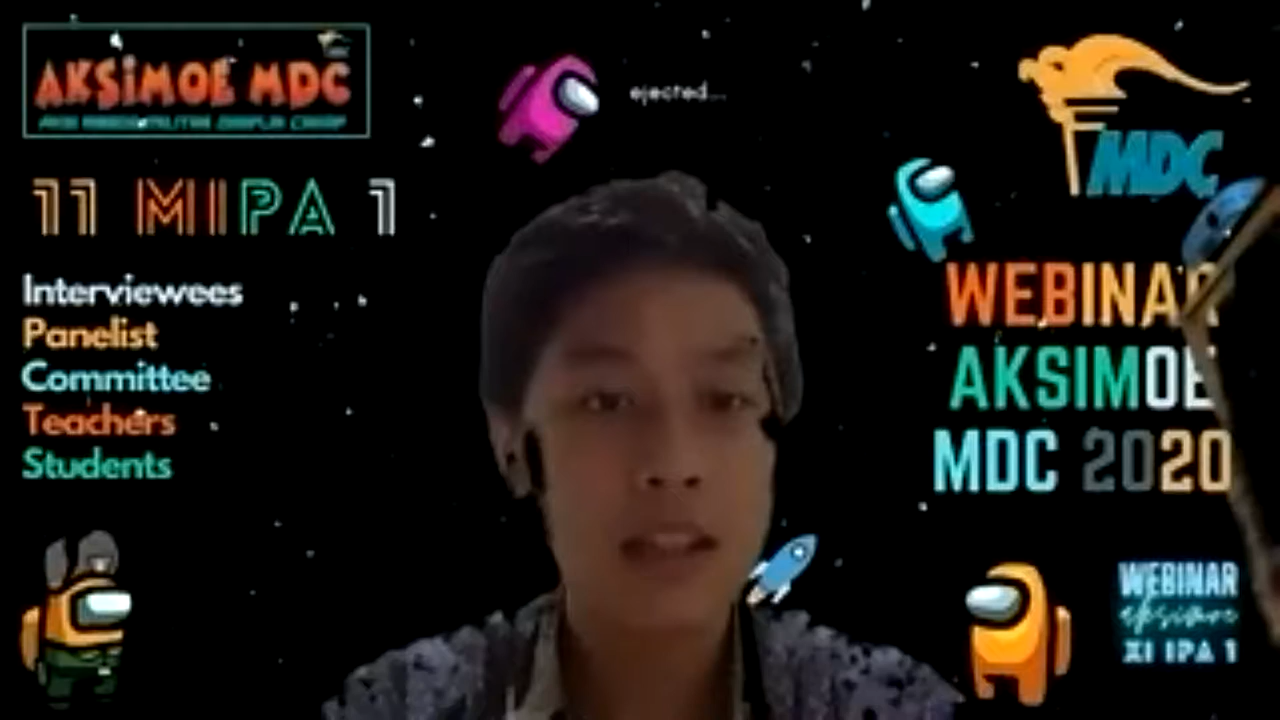 AKSiMOE MDC
11 MIPA 1
Interviewees
Panelist
Committee
Teachers
Students
ejected...
MDC
WEBINAR
AKSIMOE
MDC 2020
WEBINAR
aksimoe
XI IPA 1